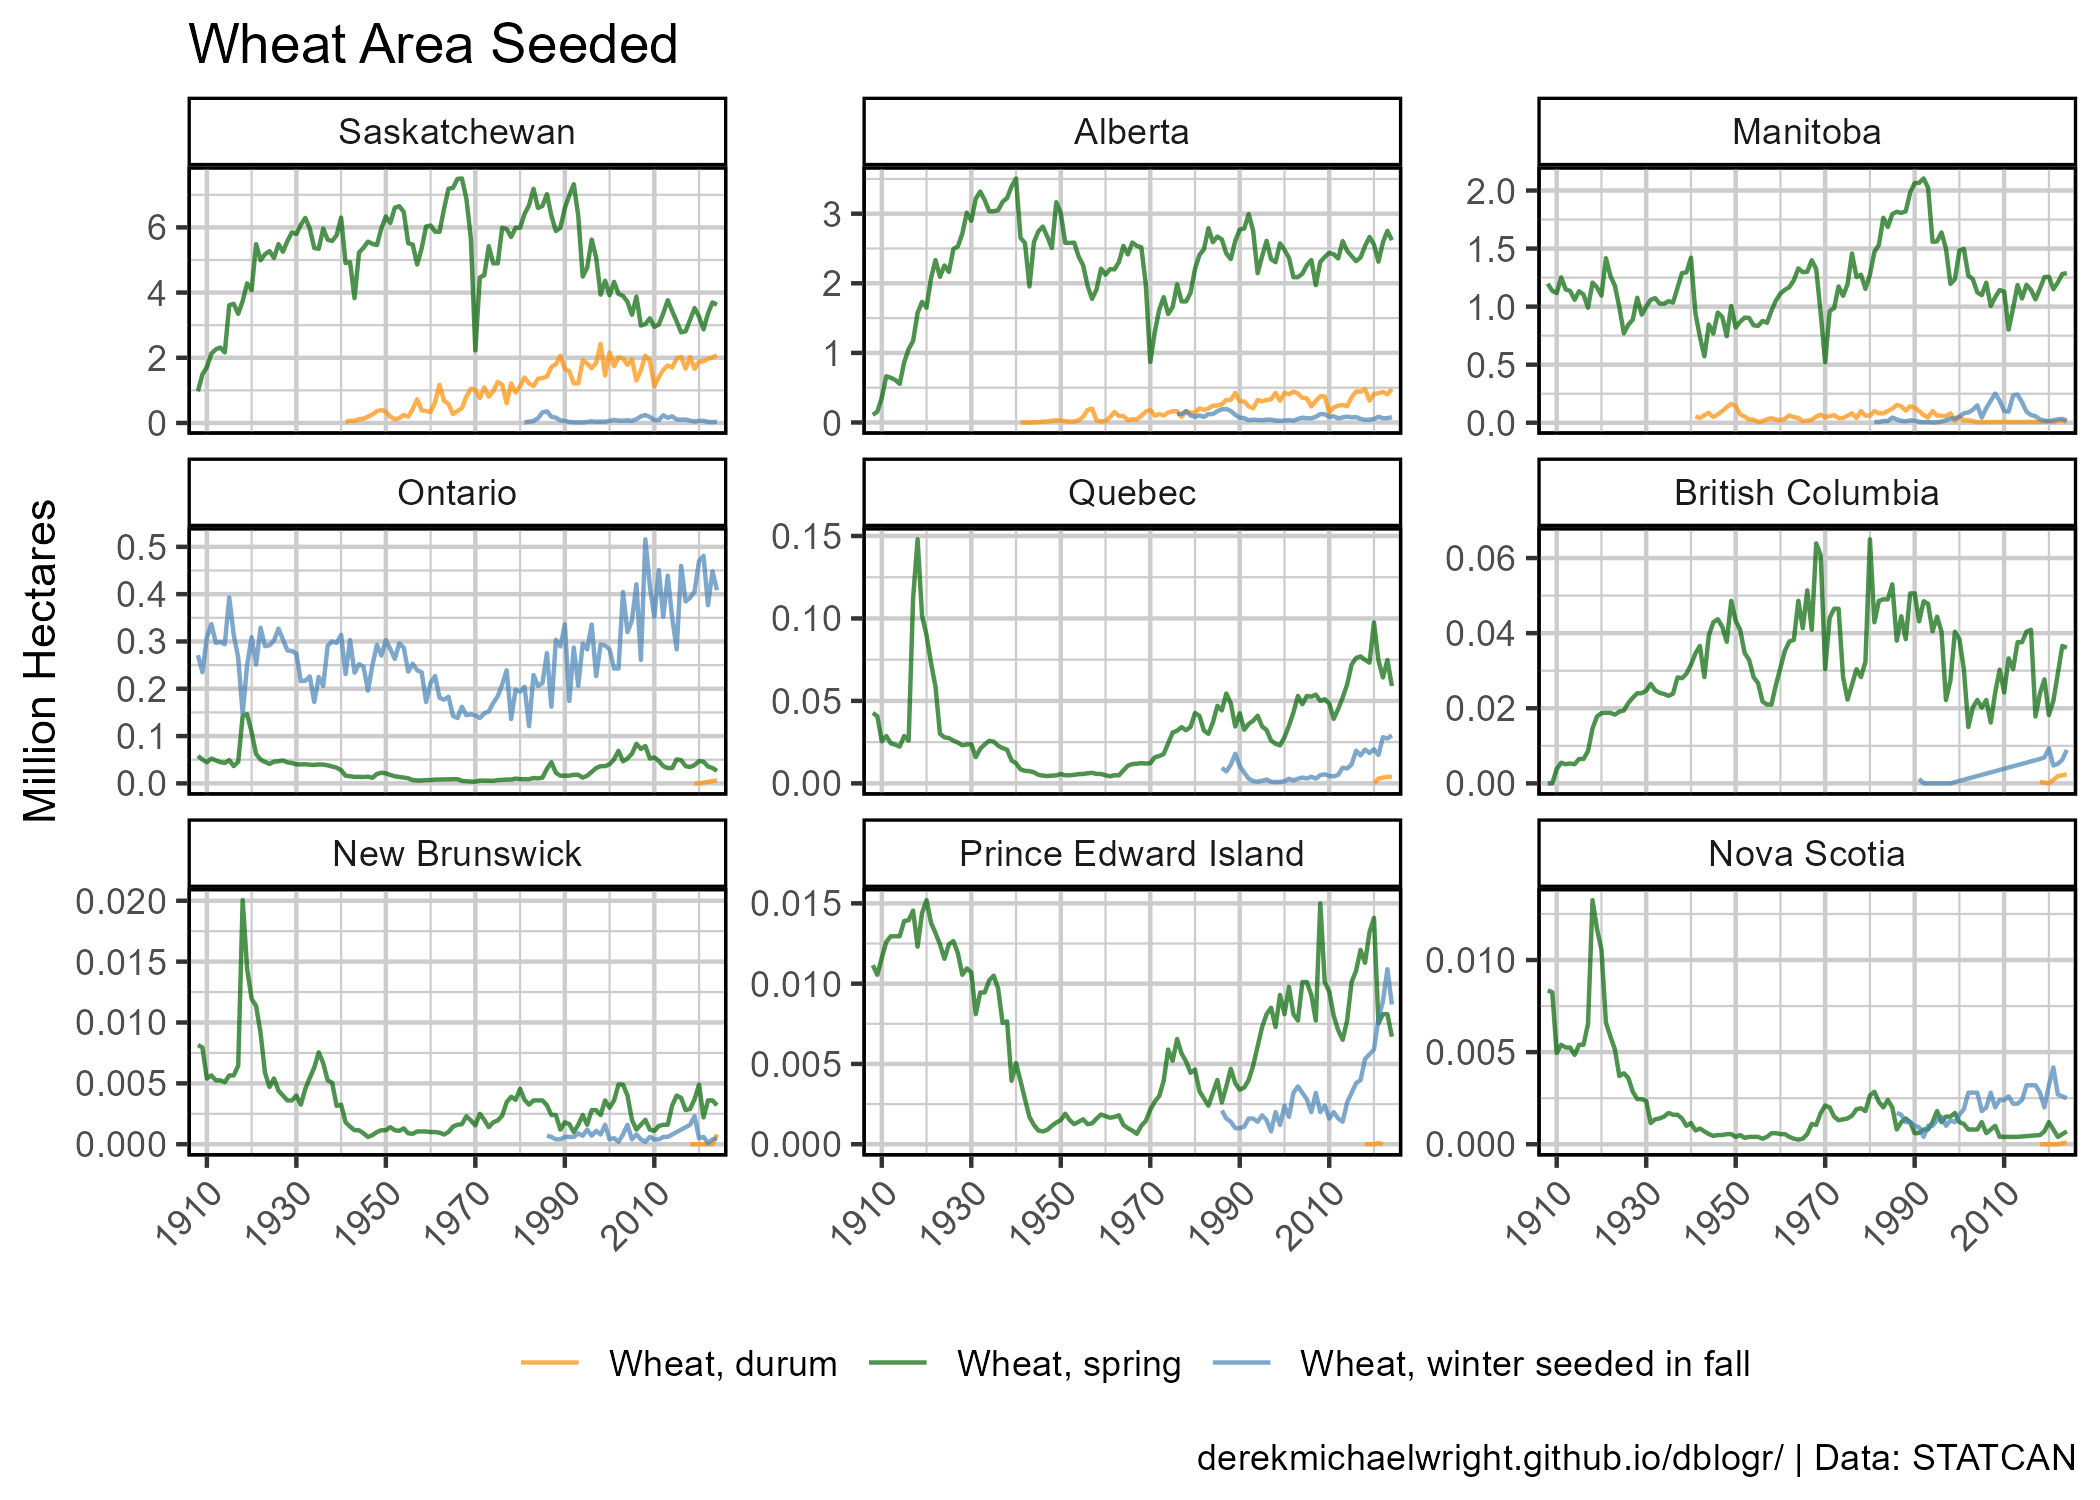 Wheat Area Seeded
Saskatchewan
Alberta
Manitoba
6
4
2
0
3
2
1
0
2.0
1.5
1.0
0.5
0.0
Million Hectares
Ontario
Quebec
British Columbia
0.5
0.4
0.3
0.2
0.1
0.0
0.15
0.10
0.05
0.00
0.06
0.04
0.02
0.00
New Brunswick
Prince Edward Island
Nova Scotia
0.020
0.015
0.010
0.005
0.000
0.015
0.010
0.005
0.000
0.010
0.005
0.000
1910 1930 1950 1970 1990 2010
1910 1930 1950 1970 1990 2010
1910 1930 1950 1970 1990 2010
Wheat, durum Wheat, spring Wheat, winter seeded in fall
derekmichaelwright.github.io/dblogr/ | Data: STATCAN